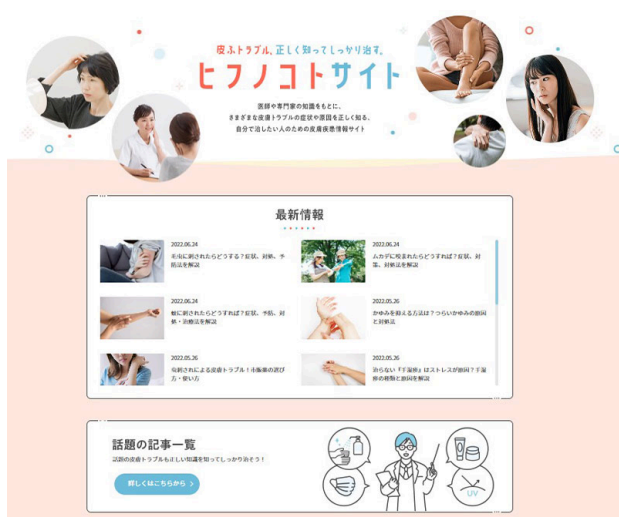 皮ふトラブル、正しく知ってしっかり治す。
ヒフノコトサイト
医師や専門家の知識をもとに、
さまざまな皮膚トラブルの症状や原因を正しく知る、
自分で治したい人のための皮膚疾患情報サイト
最新情報
2022.06.24
毛虫に刺されたらどうする？症状、対処、予
防法を解説
2022.06.24
ムカデに咬まれたらどうすれば？症状、対
策、対処法を解説
2022.06.24
蚊に刺されたらどうすれば？症状、予防、対
処・治療法を解説
2022.05.26
かゆみを抑える方法は？つらいかゆみの原因
と対処法
2022.05.26
虫刺されによる皮膚トラブル！市販薬の選び
方・使い方
2022.05.26
治らない「手湿疹」はストレスが原因？手湿
疹の種類と原因を解説
話題の記事一覧
話題の皮膚トラブルも正しい知識を知ってしっかり治そう！
詳しくはこちらから
UV